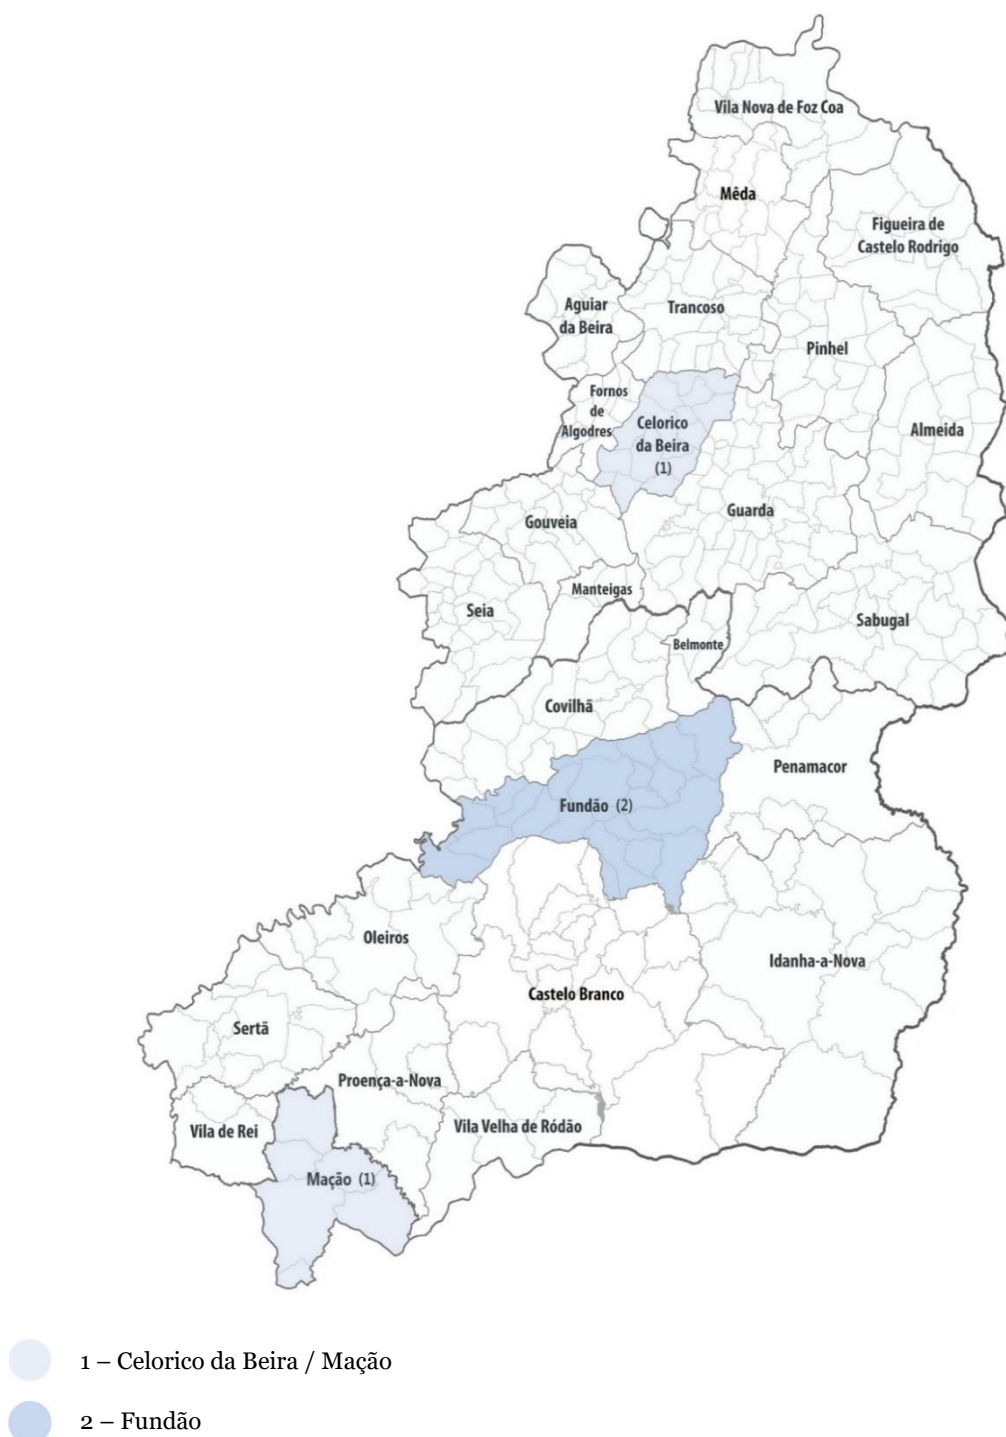 Vila Nova de Foz Coa
Mêda
Figueira de
Castelo Rodrigo
Aguiar
da Beira
Trancoso
Pinhel
Fornos
de
Algodres
Celorico
da Beira
(1)
Almeida
Guarda
Gouveia
Manteigas
Seia
Sabugal
Belmonte
Covilhã
Penamacor
Fundão (2)
Oleiros
Idanha-a-Nova
Castelo Branco
Sertã
Proença-a-Nova
Vila de Rei
Vila Velha de Ródão
Mação (1)
1 – Celorico da Beira / Mação
2 – Fundão